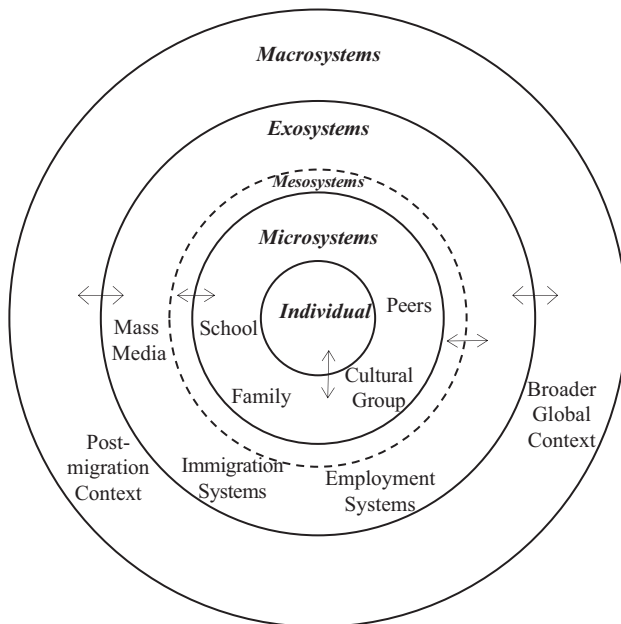 Macrosystems
Exosystems
Mesosystems
Microsystems
Individual
Peers
School
Mass
Media
Family
Cultural
Group
Broader
Global
Context
Post-
migration
Context
Immigration
Systems
Employment
Systems